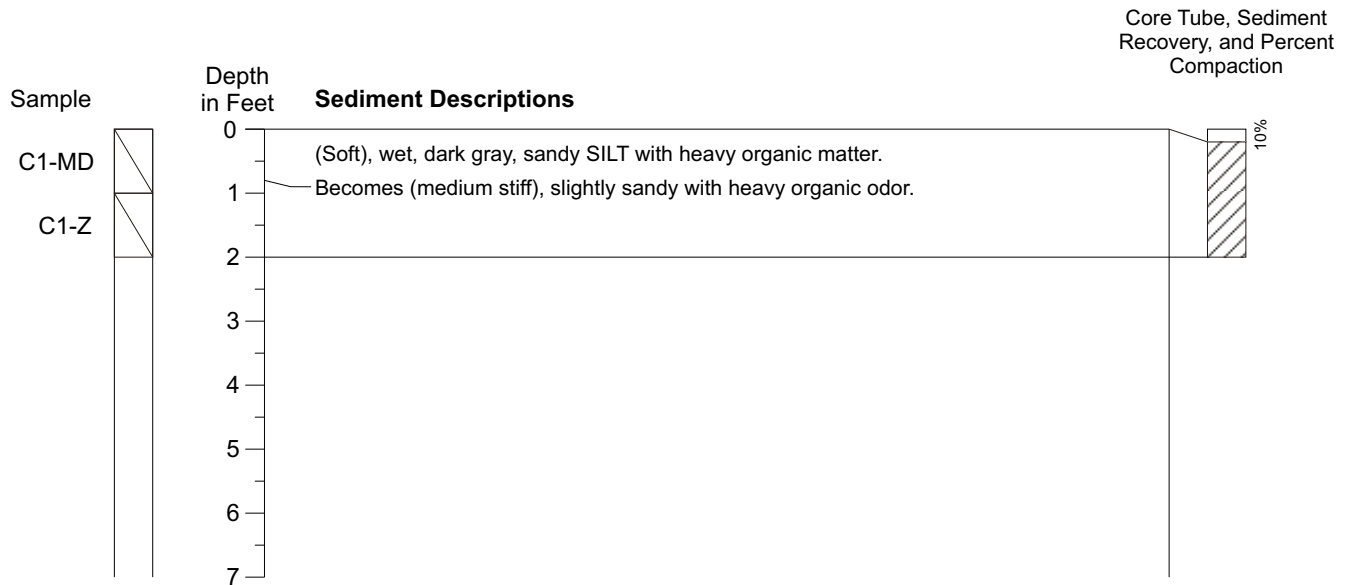 Core Tube, Sediment
Recovery, and Percent
Compaction
Sample
Depth
in Feet
Sediment Descriptions
0
(Soft), wet, dark gray, sandy SILT with heavy organic matter.
10%
C1-MD
Becomes (medium stiff), slightly sandy with heavy organic odor.
1
C1-Z
2
3
4
5
6
7